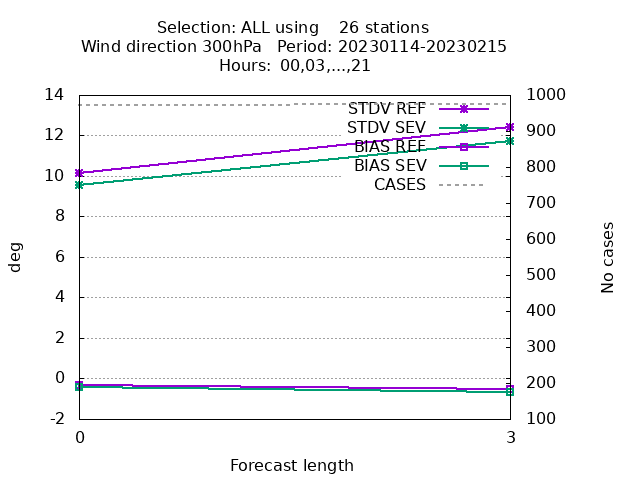 Selection: ALL using    26 stations
Wind direction 300hPa   Period: 20230114-20230215
Hours:  00,03,...,21
14
12
10
8
6
4
2
0
-2
deg
STDV REF
STDV SEV
BIAS REF
BIAS SEV
CASES
1000
900
800
700
600
500
400
300
200
100
No cases
0
3
Forecast length